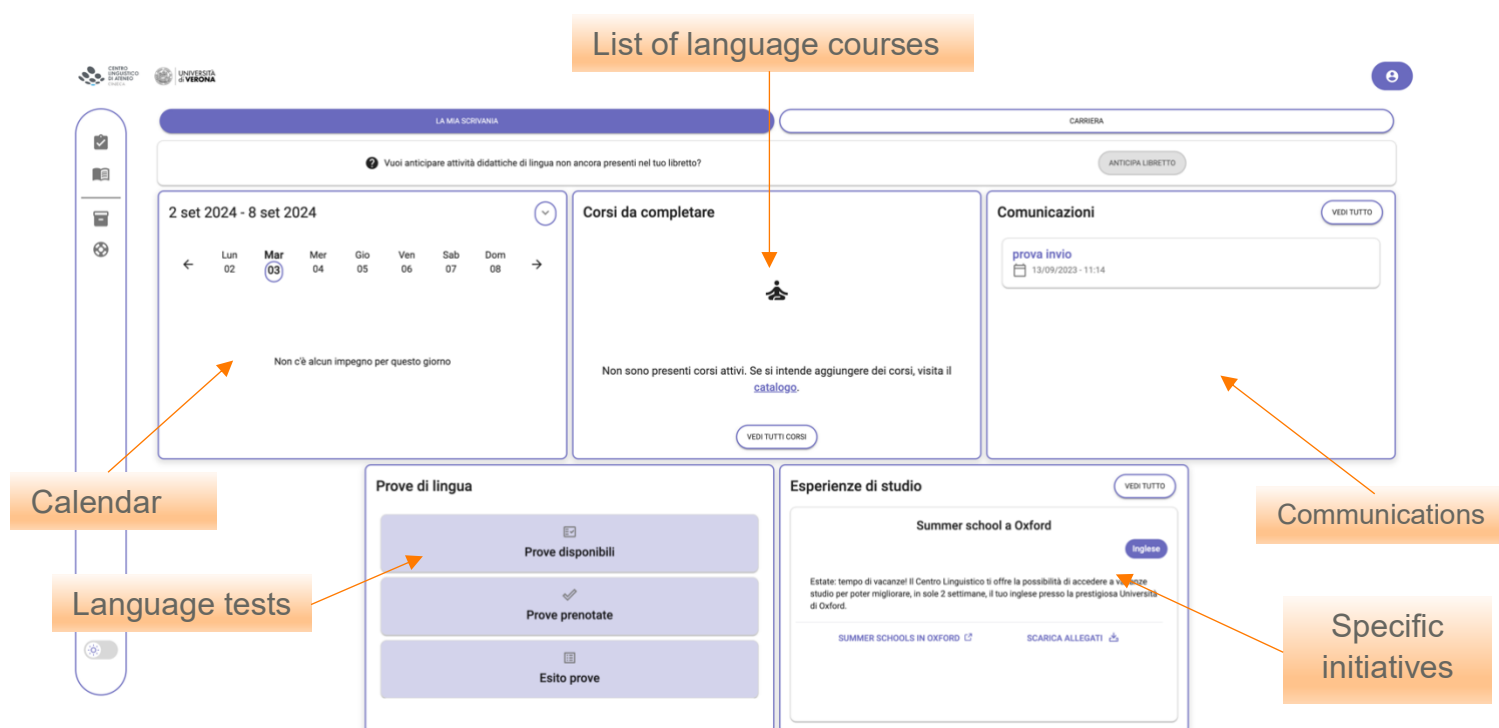 List of language courses
CENTRO
LINGUISTICO
DI ATENEO
UNIVERSITÀ
di VERONA
LA MIA SCRIVANIA
CARRIERA
Vuoi anticipare attività didattiche di lingua non ancora presenti nel tuo libretto?
ANTICIPA LIBRETTO
2 set 2024 - 8 set 2024
Lun Mar Mer Gio Ven Sab Dom
02 03 04 05 06 07 08
Non c'è alcun impegno per questo giorno
Corsi da completare
Non sono presenti corsi attivi. Se si intende aggiungere dei corsi, visita il
catalogo.
VEDI TUTTI CORSI
Comunicazioni
VEDI TUTTO
prova invio
13/09/2023 - 11:14
Calendar
Communications
Prove di lingua
Prove disponibili
Prove prenotate
Esito prove
Language tests
Esperienze di studio
VEDI TUTTO
Summer school a Oxford
Inglese
Estate: tempo di vacanze! Il Centro Linguistico ti offre la possibilità di accedere a vacanze
studio per poter migliorare, in sole 2 settimane, il tuo inglese presso la prestigiosa Università
di Oxford.
SUMMER SCHOOLS IN OXFORD
SCARICA ALLEGATI
Specific
initiatives